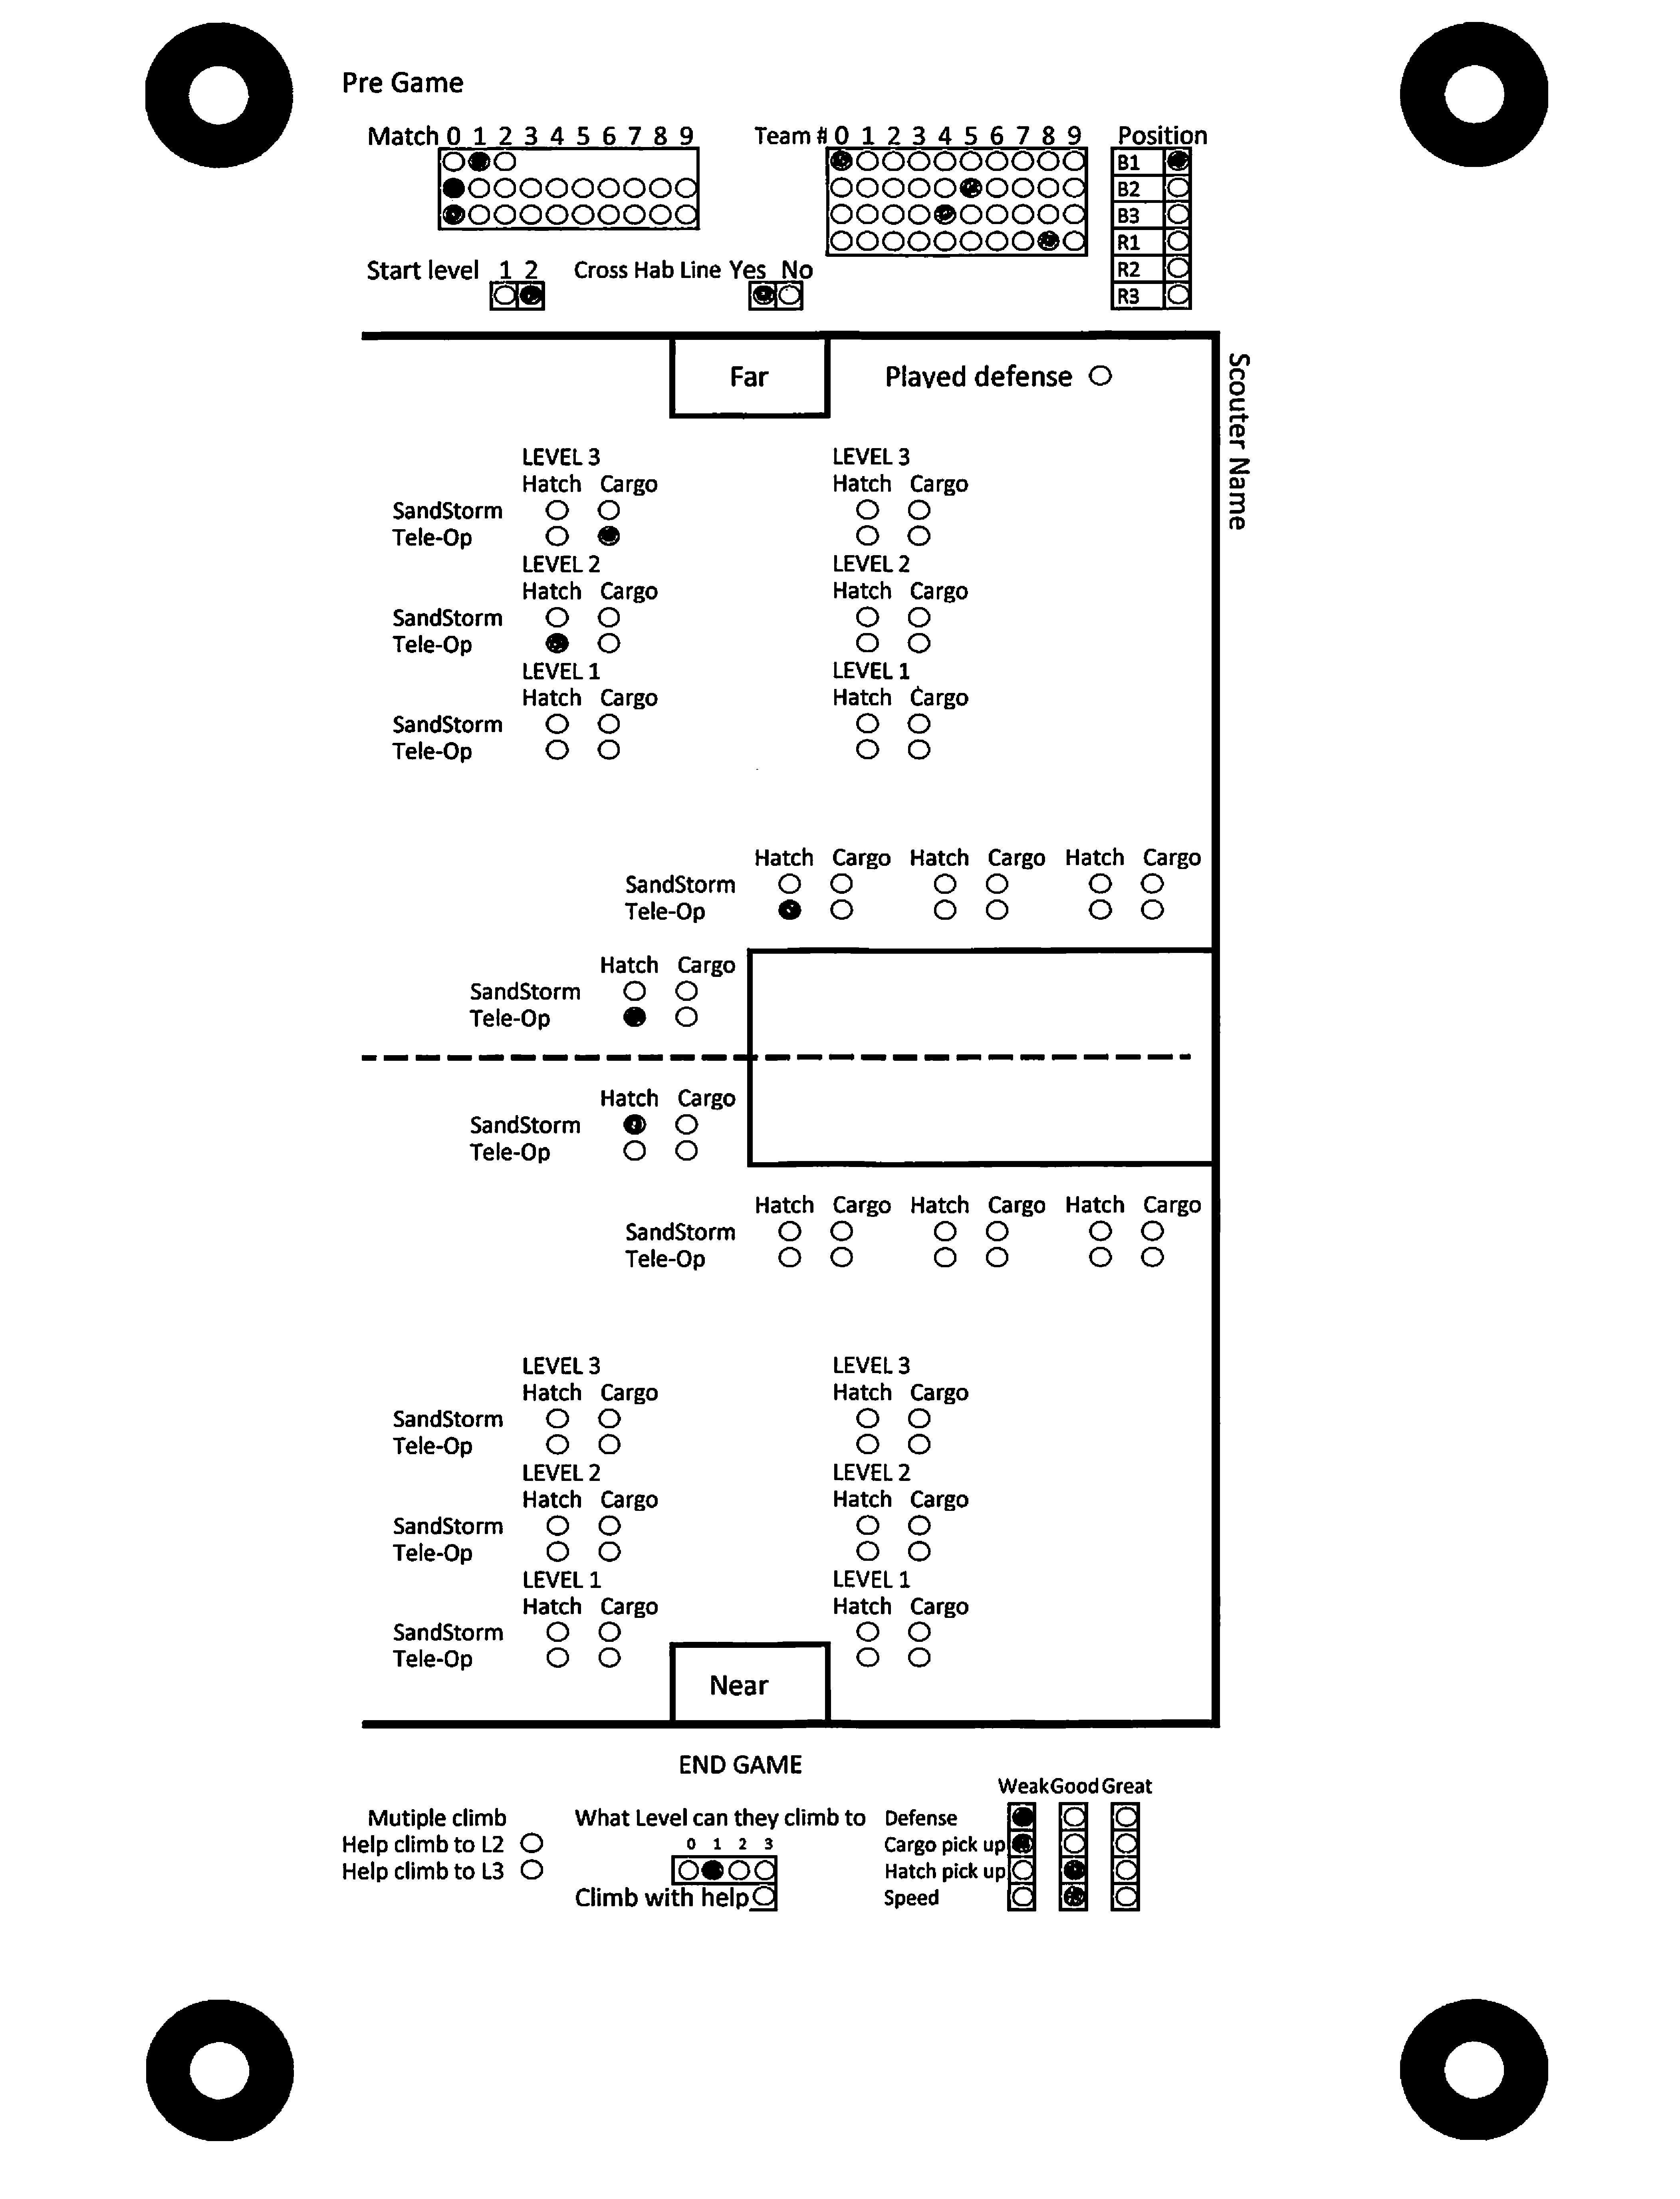 Pre Game
Match 0 1 2 3 4 5 6 7 8 9
Team # 0 1 2 3 4 5 6 7 8 9
Position
B1
B2
B3
R1
R2
R3
Start level 1 2
Cross Hab Line Yes No
Far
Played defense
Scouter Name
LEVEL 3 LEVEL 3
Hatch Cargo Hatch Cargo
SandStorm
Tele-Op
LEVEL 2 LEVEL 2
Hatch Cargo Hatch Cargo
SandStorm
Tele-Op
LEVEL 1 LEVEL 1
Hatch Cargo Hatch Cargo
SandStorm
Tele-Op
Hatch Cargo Hatch Cargo Hatch Cargo
SandStorm
Tele-Op
Hatch Cargo
SandStorm
Tele-Op
Hatch Cargo
SandStorm
Tele-Op
Hatch Cargo Hatch Cargo Hatch Cargo
SandStorm
Tele-Op
LEVEL 3 LEVEL 3
Hatch Cargo Hatch Cargo
SandStorm
Tele-Op
LEVEL 2 LEVEL 2
Hatch Cargo Hatch Cargo
SandStorm
Tele-Op
LEVEL 1 LEVEL 1
Hatch Cargo Hatch Cargo
SandStorm
Tele-Op
Near
END GAME
Mutiple climb
Help climb to L2
Help climb to L3
What Level can they climb to
0 1 2 3
Climb with help
Weak Good Great
Defense
Cargo pick up
Hatch pick up
Speed